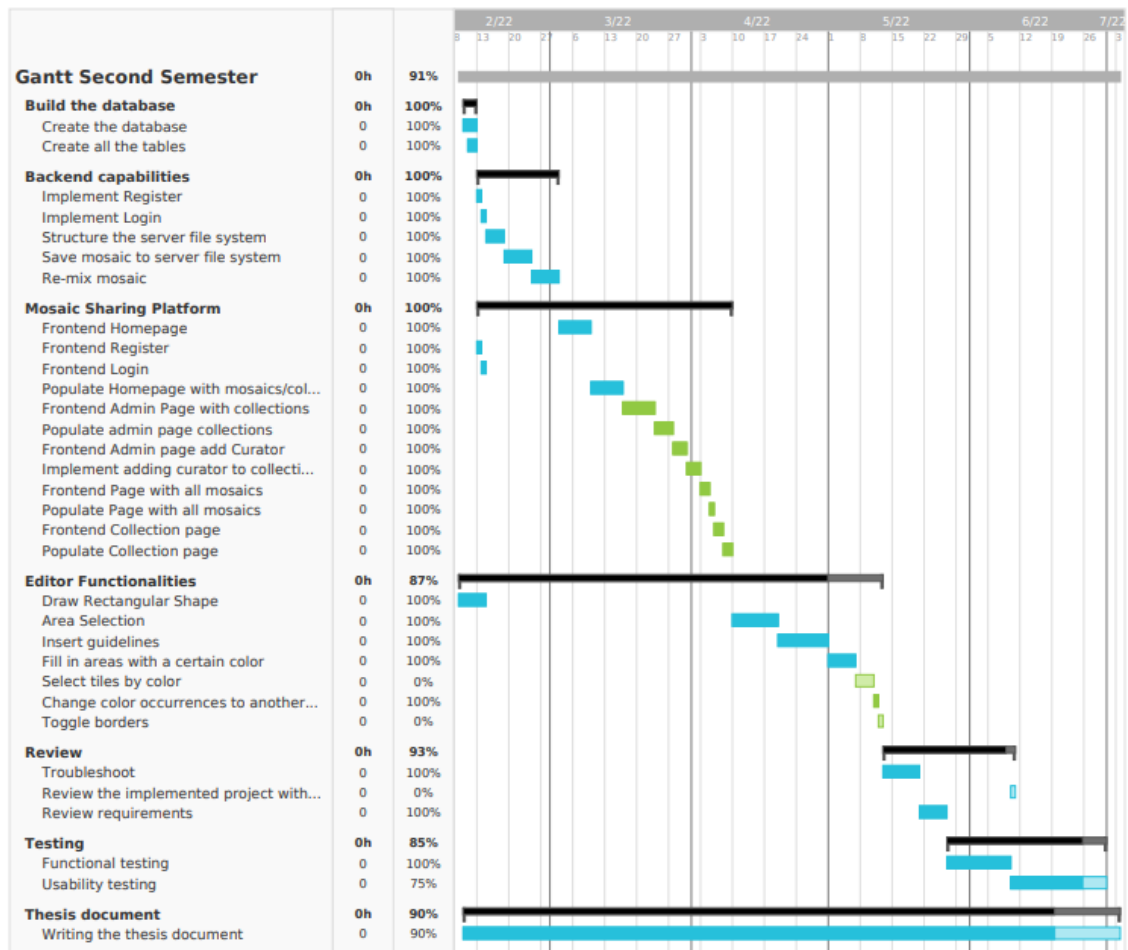 2/22 3/22 4/22 5/22 6/22 7/22
8 13 20 27 6 13 20 27 3 10 17 24 1 8 15 22 29 5 12 19 26 3
Gantt Second Semester 0h 91%
Build the database 0h 100%
Create the database 0 100%
Create all the tables 0 100%
Backend capabilities 0h 100%
Implement Register 0 100%
Implement Login 0 100%
Structure the server file system 0 100%
Save mosaic to server file system 0 100%
Re-mix mosaic 0 100%
Mosaic Sharing Platform 0h 100%
Frontend Homepage 0 100%
Frontend Register 0 100%
Frontend Login 0 100%
Populate Homepage with mosaics/col... 0 100%
Frontend Admin Page with collections 0 100%
Populate admin page collections 0 100%
Frontend Admin page add Curator 0 100%
Implement adding curator to collecti... 0 100%
Frontend Page with all mosaics 0 100%
Populate Page with all mosaics 0 100%
Frontend Collection page 0 100%
Populate Collection page 0 100%
Editor Functionalities 0h 87%
Draw Rectangular Shape 0 100%
Area Selection 0 100%
Insert guidelines 0 100%
Fill in areas with a certain color 0 100%
Select tiles by color 0 0%
Change color occurrences to another... 0 100%
Toggle borders 0 0%
Review 0h 93%
Troubleshoot 0 100%
Review the implemented project with... 0 0%
Review requirements 0 100%
Testing 0h 85%
Functional testing 0 100%
Usability testing 0 75%
Thesis document 0h 90%
Writing the thesis document 0 90%